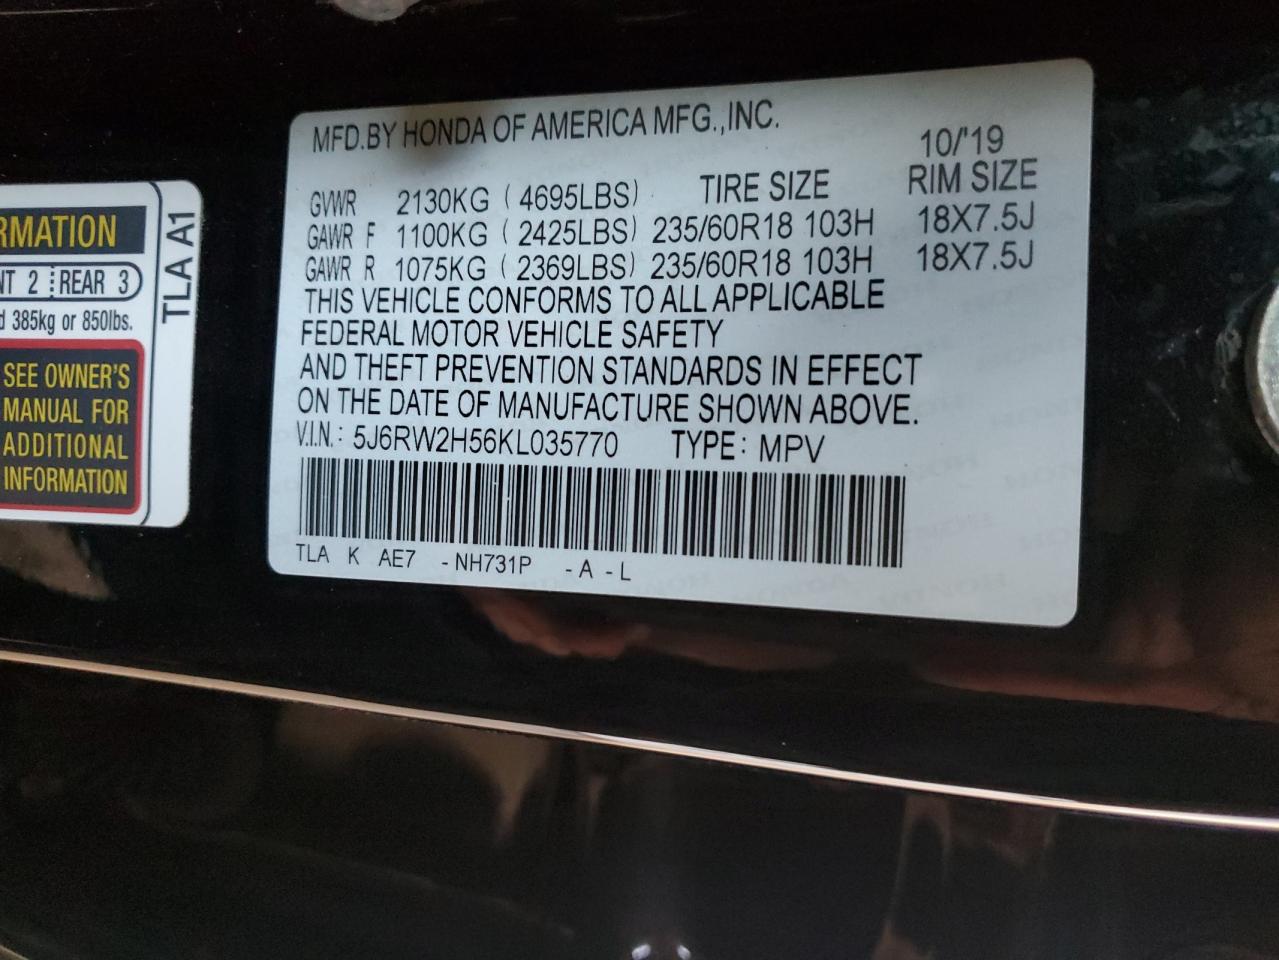 MFD.BY HONDA OF AMERICA MFG.,INC.
10/'19
GVWR 2130KG ( 4695LBS) TIRE SIZE RIM SIZE
GAWR F 1100KG ( 2425LBS) 235/60R18 103H 18X7.5J
GAWR R 1075KG ( 2369LBS) 235/60R18 103H 18X7.5J
THIS VEHICLE CONFORMS TO ALL APPLICABLE
FEDERAL MOTOR VEHICLE SAFETY
AND THEFT PREVENTION STANDARDS IN EFFECT
ON THE DATE OF MANUFACTURE SHOWN ABOVE.
V.I.N.: 5J6RW2H56KL035770 TYPE: MPV
TLA K AE7 -NH731P -A -L
RMATION
NT 2 REAR 3
d 385kg or 850lbs.
SEE OWNER'S
MANUAL FOR
ADDITIONAL
INFORMATION
TLA A1